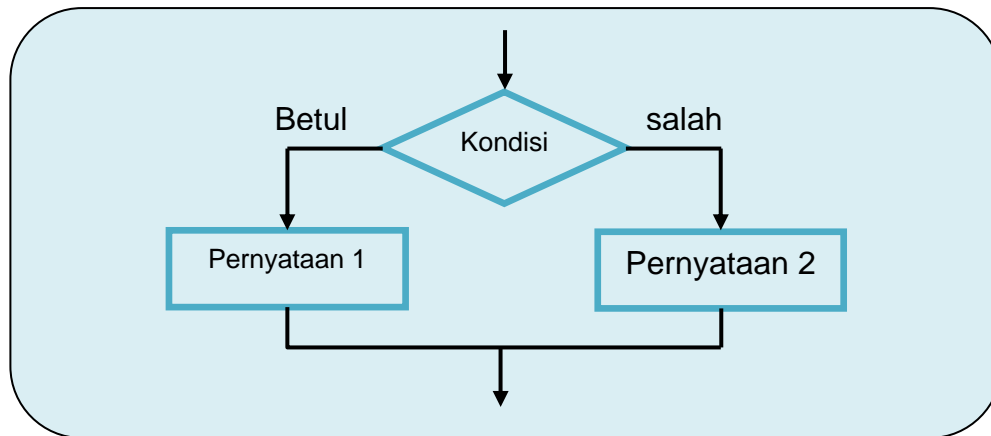 Betul
Kondisi
salah
Pernyataan 1
Pernyataan 2